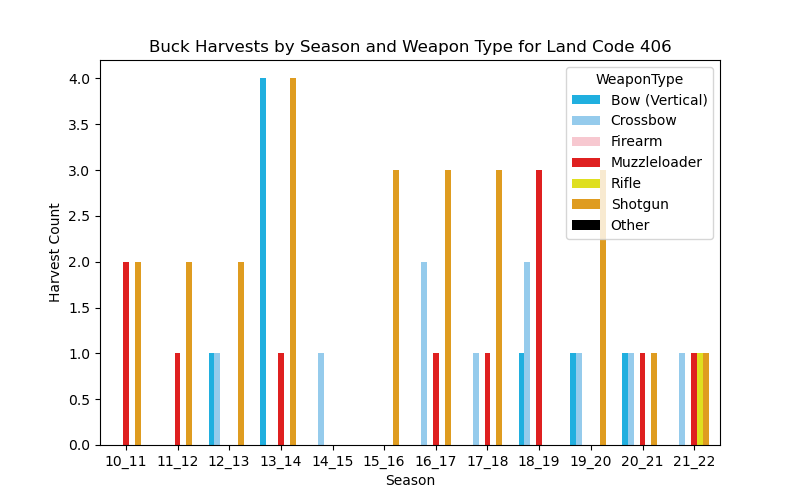 Buck Harvests by Season and Weapon Type for Land Code 406
WeaponType
Bow (Vertical)
Crossbow
Firearm
Muzzleloader
Rifle
Shotgun
Other
Harvest Count
4.0
3.5
3.0
2.5
2.0
1.5
1.0
0.5
0.0
10_11 11_12 12_13 13_14 14_15 15_16 16_17 17_18 18_19 19_20 20_21 21_22
Season